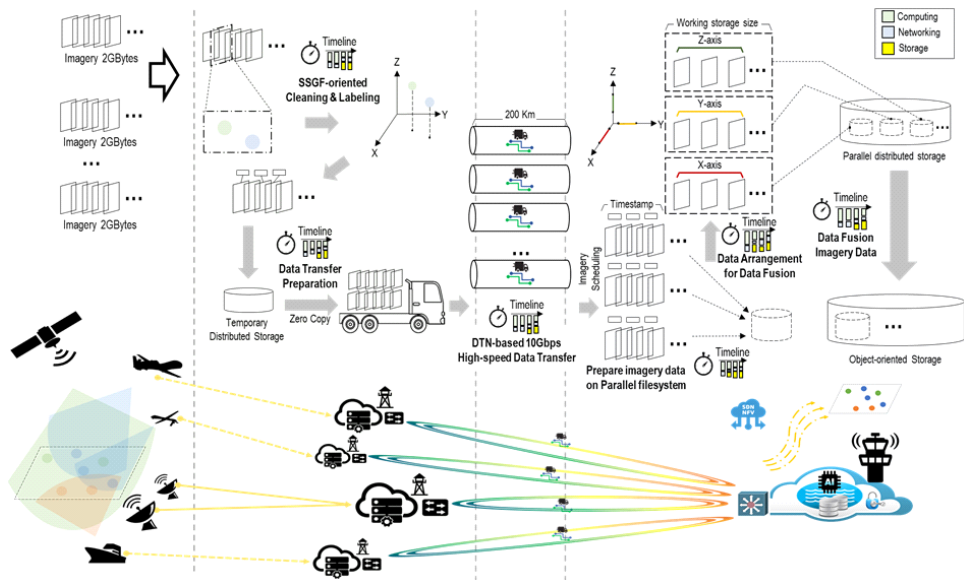 Imagery 2GBytes
Imagery 2GBytes
Imagery 2GBytes
Timeline
SSGF-oriented
Cleaning & Labeling
Z
Y
X
Timeline
Data Transfer
Preparation
Temporary
Distributed Storage
Zero Copy
200 Km
Timeline
DTN-based 10Gbps
High-speed Data Transfer
Z
Y
X
Timestamp
Imagery
Scheduling
Timeline
Prepare imagery data
on Parallel filesystem
Working storage size
Z-axis
Y-axis
X-axis
Timeline
Data Arrangement
for Data Fusion
Computing
Networking
Storage
Parallel distributed storage
Timeline
Data Fusion
Imagery Data
Object-oriented Storage
SDN
NFV
AI